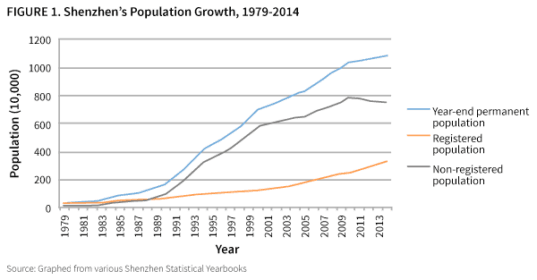 FIGURE 1. Shenzhen's Population Growth, 1979-2014
Population (10,000)
1200
1000
800
600
400
200
0
1979
1981
1983
1985
1987
1989
1991
1993
1995
1997
1999
2001
2003
2005
2007
2009
2011
2013
Year
Year-end permanent
population
Registered
population
Non-registered
population
Source: Graphed from various Shenzhen Statistical Yearbooks